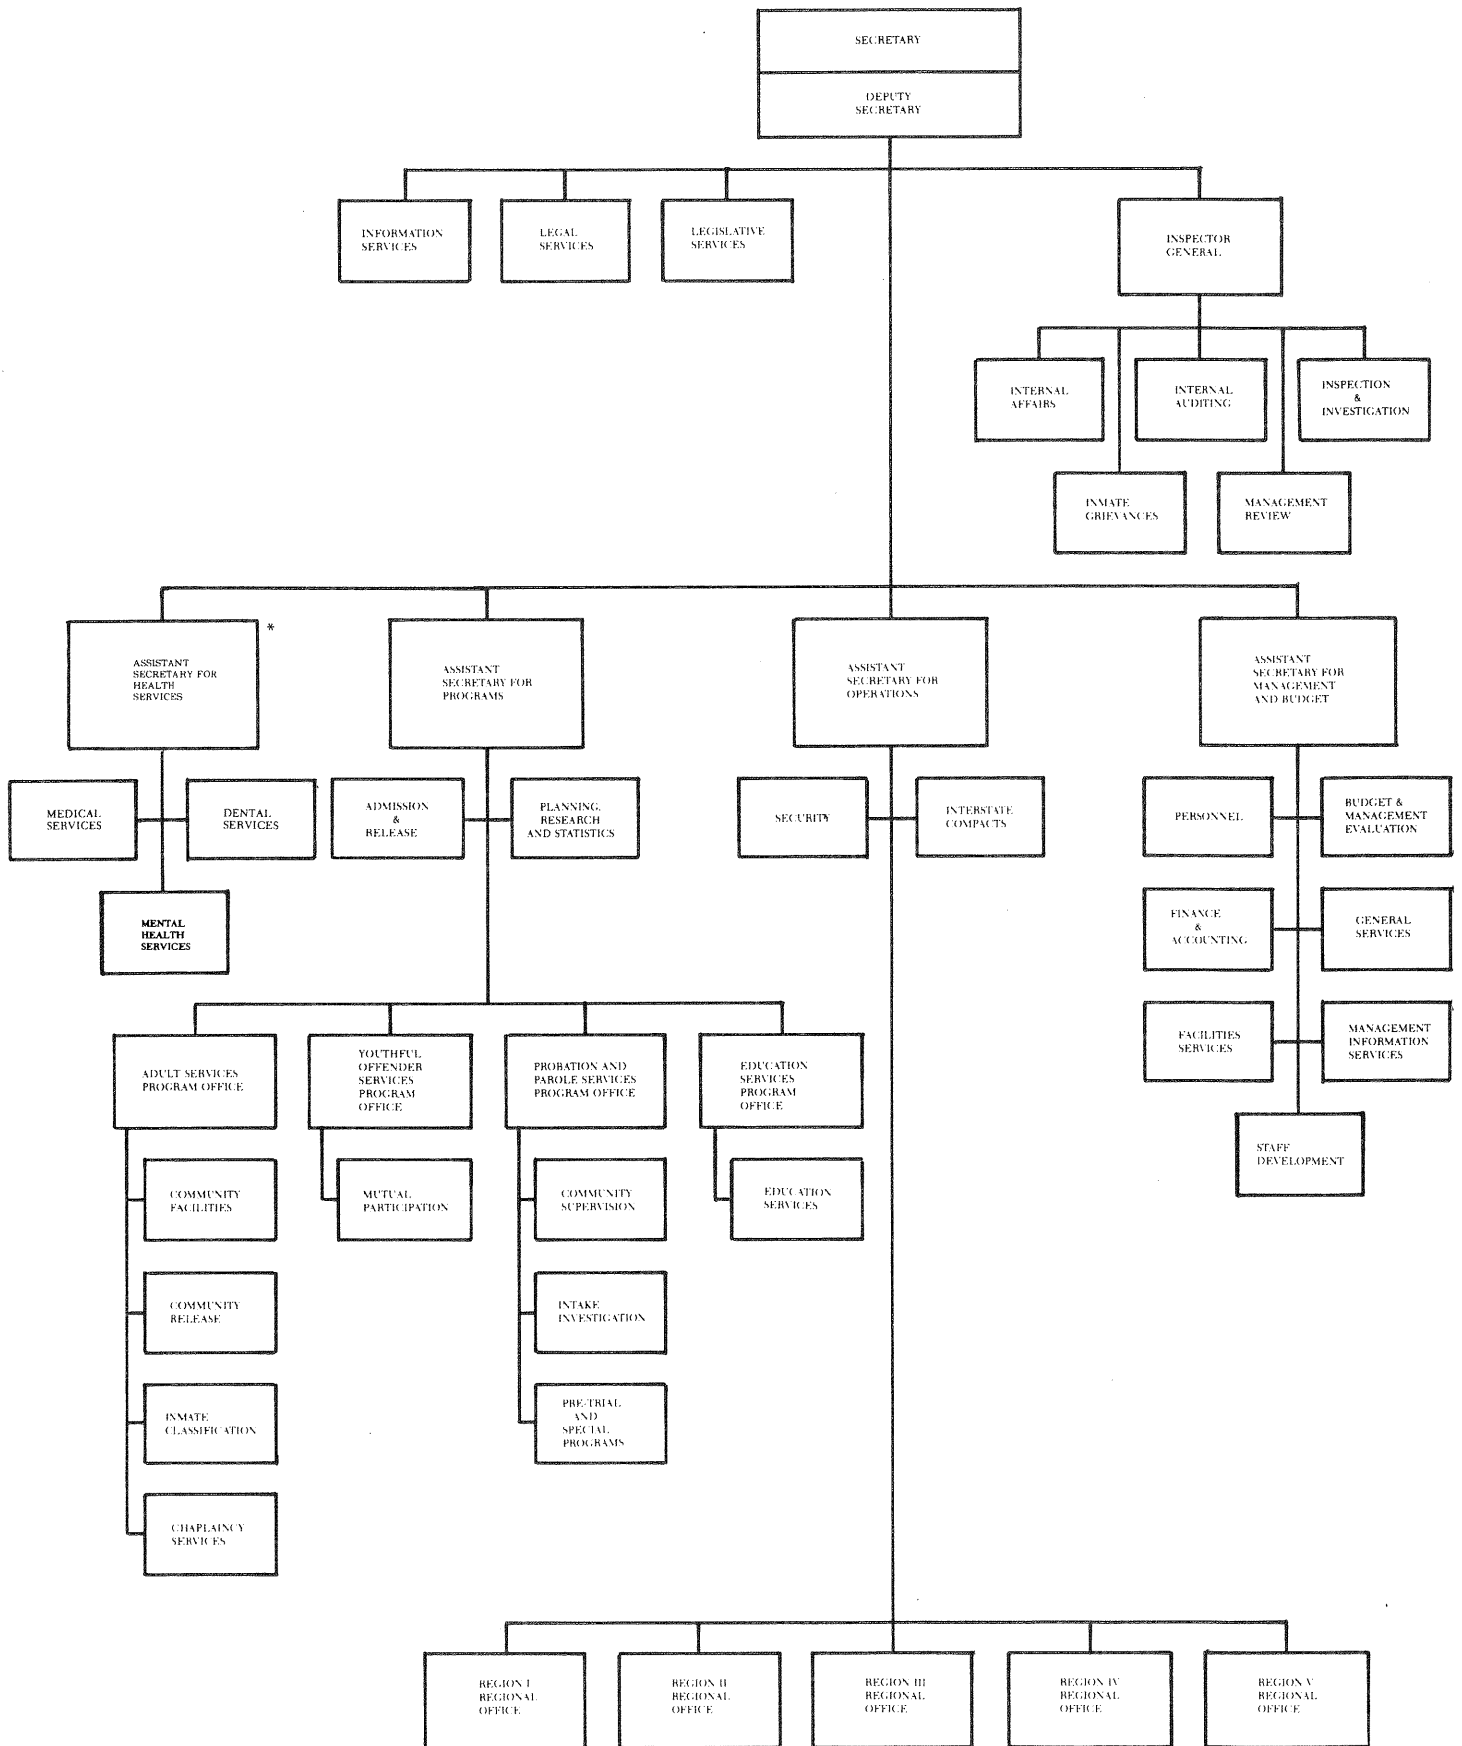 SECRETARY
DEPUTY
SECRETARY
INFORMATION
SERVICES
LEGAL
SERVICES
LEGISLATIVE
SERVICES
INSPECTOR
GENERAL
INTERNAL
AFFAIRS
INTERNAL
AUDITING
INSPECTION
&
INVESTIGATION
INMATE
GRIEVANCES
MANAGEMENT
REVIEW
ASSISTANT
SECRETARY FOR
HEALTH
SERVICES
*
ASSISTANT
SECRETARY FOR
PROGRAMS
ASSISTANT
SECRETARY FOR
OPERATIONS
ASSISTANT
SECRETARY FOR
MANAGEMENT
AND BUDGET
MEDICAL
SERVICES
DENTAL
SERVICES
ADMISSION
&
RELEASE
PLANNING,
RESEARCH
AND STATISTICS
SECURITY
INTERSTATE
COMPACTS
PERSONNEL
BUDGET &
MANAGEMENT
EVALUATION
MENTAL
HEALTH
SERVICES
FINANCE
&
ACCOUNTING
GENERAL
SERVICES
FACILITIES
SERVICES
MANAGEMENT
INFORMATION
SERVICES
STAFF
DEVELOPMENT
ADULT SERVICES
PROGRAM OFFICE
YOUTHFUL
OFFENDER
SERVICES
PROGRAM
OFFICE
PROBATION AND
PAROLE SERVICES
PROGRAM OFFICE
EDUCATION
SERVICES
PROGRAM
OFFICE
COMMUNITY
FACILITIES
MUTUAL
PARTICIPATION
COMMUNITY
SUPERVISION
EDUCATION
SERVICES
COMMUNITY
RELEASE
INTAKE
INVESTIGATION
INMATE
CLASSIFICATION
PRE-TRIAL
AND
SPECIAL
PROGRAMS
CHAPLAINCY
SERVICES
REGION I
REGIONAL
OFFICE
REGION II
REGIONAL
OFFICE
REGION III
REGIONAL
OFFICE
REGION IV
REGIONAL
OFFICE
REGION V
REGIONAL
OFFICE